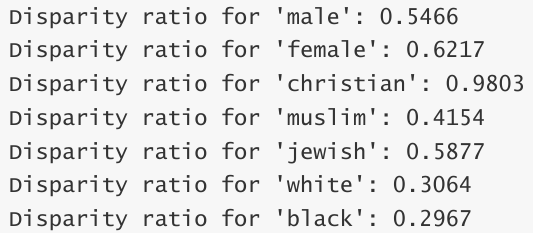 Disparity ratio for 'male': 0.5466
Disparity ratio for 'female': 0.6217
Disparity ratio for 'christian': 0.9803
Disparity ratio for 'muslim': 0.4154
Disparity ratio for 'jewish': 0.5877
Disparity ratio for 'white': 0.3064
Disparity ratio for 'black': 0.2967